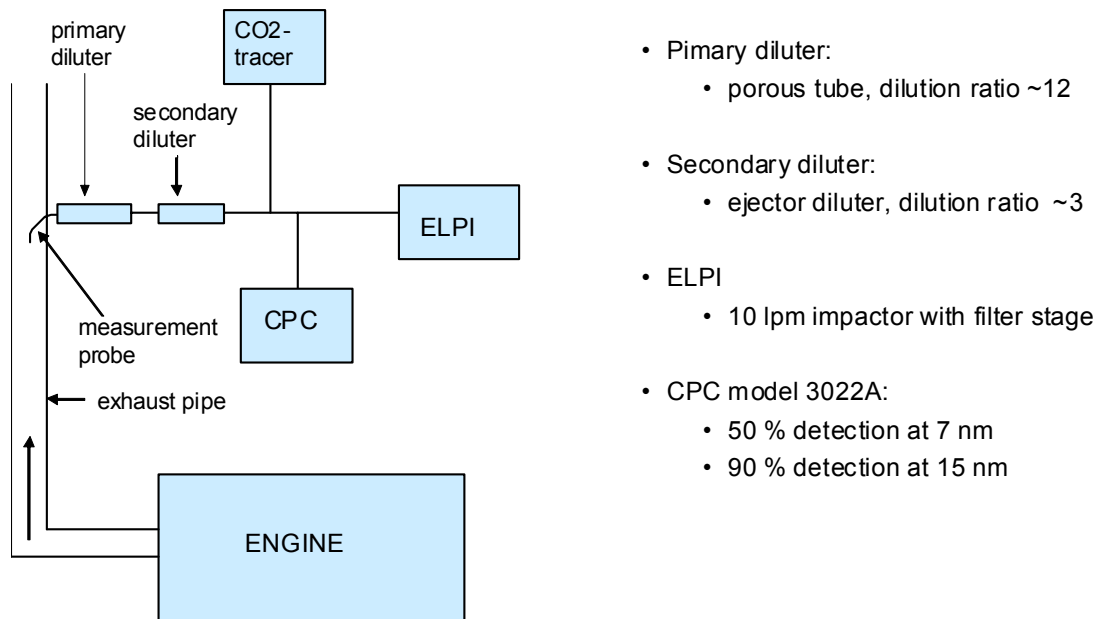 primary
diluter
CO2-
tracer
secondary
diluter
ELPI
CPC
measurement
probe
exhaust pipe
ENGINE
• Pimary diluter:
• porous tube, dilution ratio ~12
• Secondary diluter:
• ejector diluter, dilution ratio ~3
• ELPI
• 10 lpm impactor with filter stage
• CPC model 3022A:
• 50 % detection at 7 nm
• 90 % detection at 15 nm